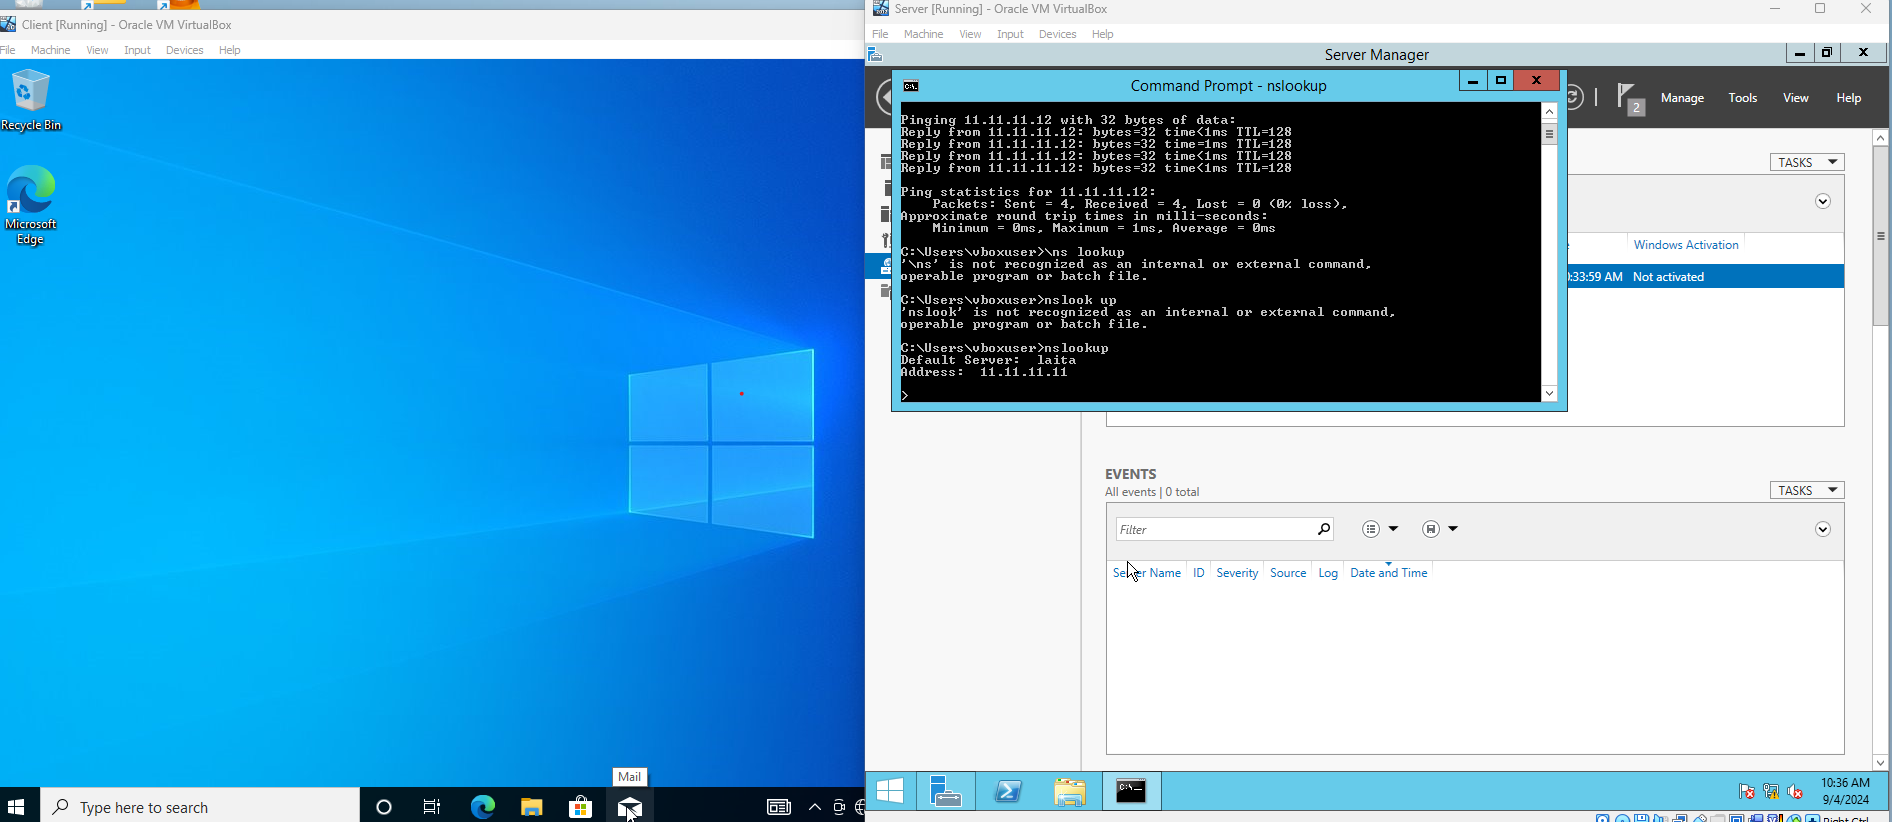 Client [Running] - Oracle VM VirtualBox
File Machine View Input Devices Help
Recycle Bin
Microsoft
Edge
Mail
Type here to search
Server [Running] - Oracle VM VirtualBox
File Machine View Input Devices Help
Server Manager
2 Manage Tools View Help
Command Prompt - nslookup
Pinging 11.11.11.12 with 32 bytes of data:
Reply from 11.11.11.12: bytes=32 time<1ms TTL=128
Reply from 11.11.11.12: bytes=32 time=1ms TTL=128
Reply from 11.11.11.12: bytes=32 time<1ms TTL=128
Reply from 11.11.11.12: bytes=32 time<1ms TTL=128
Ping statistics for 11.11.11.12:
Packets: Sent = 4, Received = 4, Lost = 0 (0% loss),
Approximate round trip times in milli-seconds:
Minimum = 0ms, Maximum = 1ms, Average = 0ms
C:\Users\vboxuser>\ns lookup
'\ns' is not recognized as an internal or external command,
operable program or batch file.
C:\Users\vboxuser>nslook up
'nslook' is not recognized as an internal or external command,
operable program or batch file.
C:\Users\vboxuser>nslookup
Default Server: laita
Address: 11.11.11.11
>
TASKS
Windows Activation
:33:59 AM Not activated
EVENTS
All events | 0 total
TASKS
Filter
Server Name ID Severity Source Log Date and Time
10:36 AM
9/4/2024
Right Ctrl